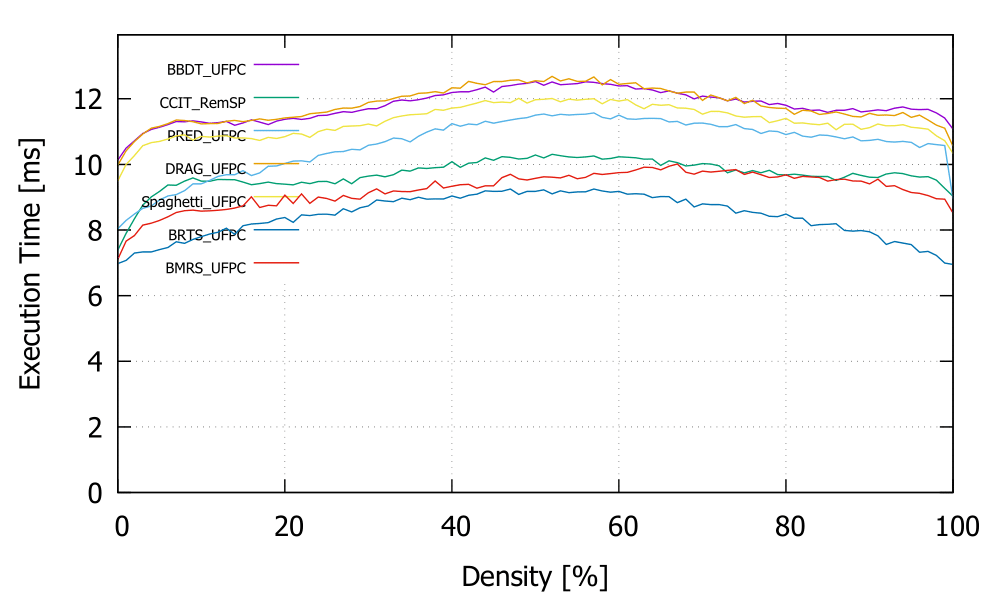 BBDT_UFPC
12
CCIT_RemSP
PRED_UFPC
10
DRAG_UFPC
Spaghetti_UFPC
8
BRTS_UFPC
BMRS_UFPC
6
4
2
0
Execution Time [ms]
0 20 40 60 80 100
Density [%]